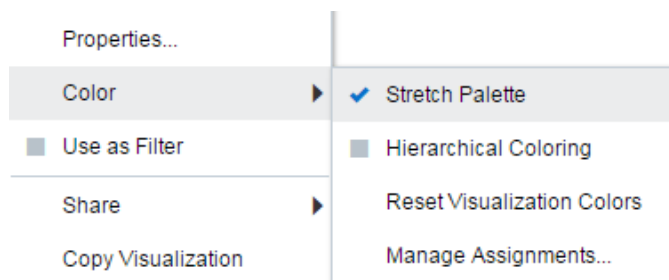 Properties...
Color
Use as Filter
Share
Copy Visualization
Stretch Palette
Hierarchical Coloring
Reset Visualization Colors
Manage Assignments...